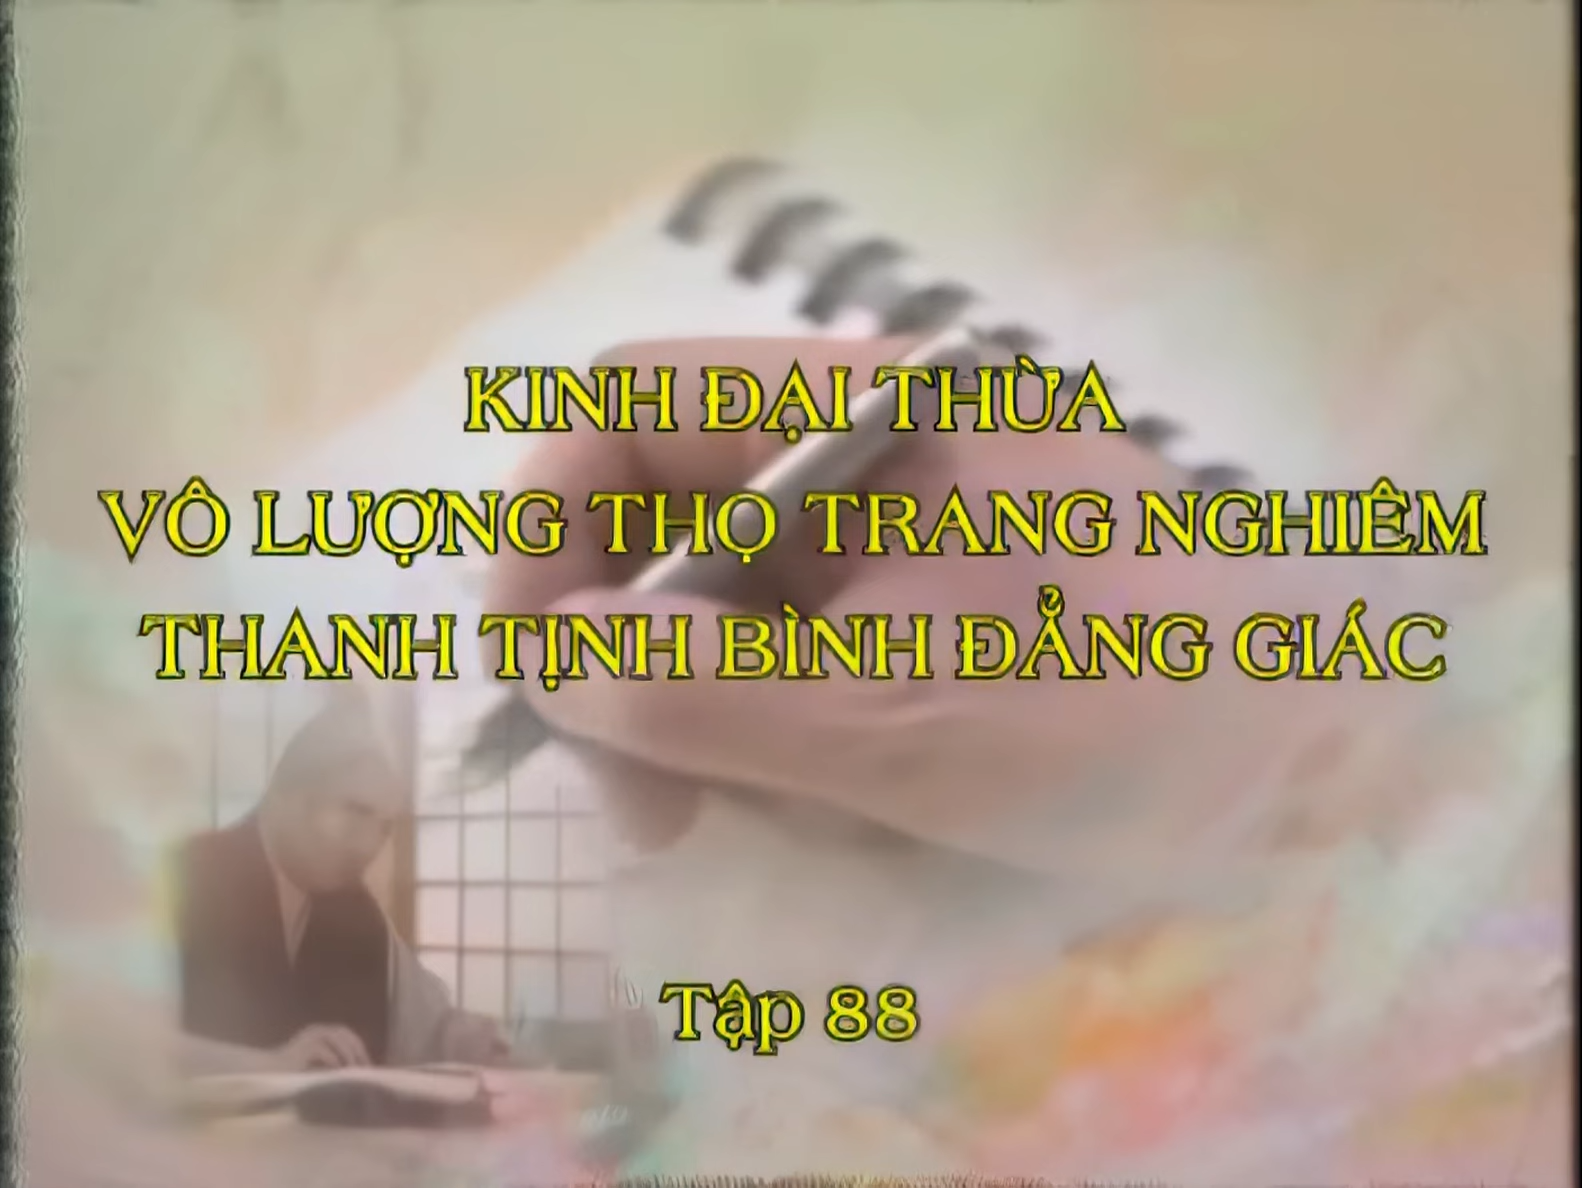 KINH ĐẠI THỪA
VÔ LƯỢNG THỌ TRANG NGHIÊM
THANH TỊNH BÌNH ĐẲNG GIÁC
Tập 88